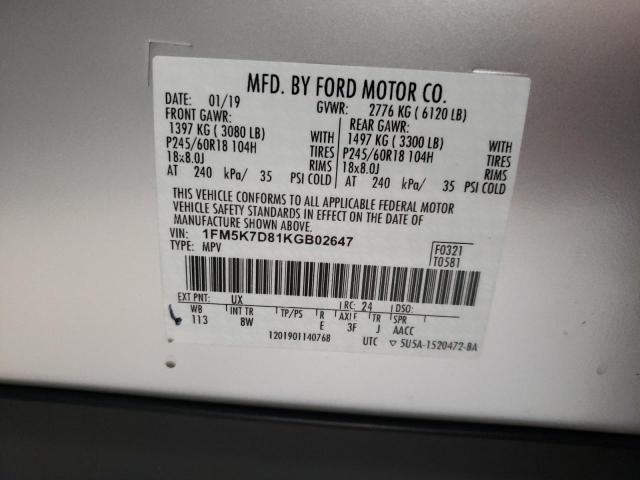 MFD. BY FORD MOTOR CO.
DATE: 01/19 GVWR: 2776 KG ( 6120 LB)
FRONT GAWR: REAR GAWR:
1397 KG ( 3080 LB) WITH 1497 KG ( 3300 LB) WITH
P245/60R18 104H TIRES P245/60R18 104H TIRES
18x8.0J RIMS 18x8.0J RIMS
AT 240 kPa/ 35 PSI COLD AT 240 kPa/ 35 PSI COLD
THIS VEHICLE CONFORMS TO ALL APPLICABLE FEDERAL MOTOR
VEHICLE SAFETY STANDARDS IN EFFECT ON THE DATE OF
MANUFACTURE SHOWN ABOVE.
VIN: 1FM5K7D81KGB02647 F0321
TYPE: MPV T0581
EXT PNT: UX RC: 24 DSO:
WB INT TR TP/PS R AXLE TR SPR
113 8W E 3F J AACC
1201901140768 UTC ▽ 5U5A-1520472-BA